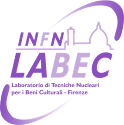 INFN
LABEC
Laboratorio di Tecniche Nucleari
per i Beni Culturali - Firenze